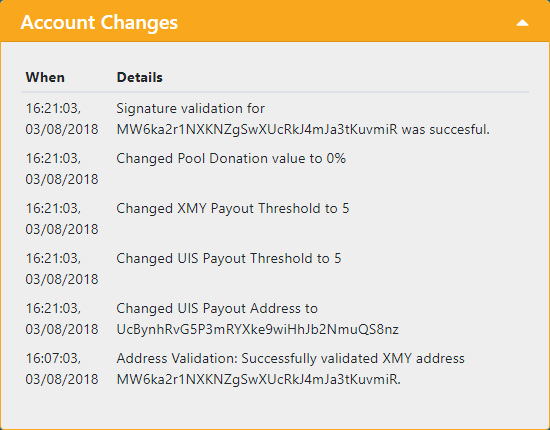 Account Changes
When Details
16:21:03, Signature validation for
03/08/2018 MW6ka2r1NXKNZgSwXUcRkJ4mJa3tKuvmiR was succesful.
16:21:03, Changed Pool Donation value to 0%
03/08/2018
16:21:03, Changed XMY Payout Threshold to 5
03/08/2018
16:21:03, Changed UIS Payout Threshold to 5
03/08/2018
16:21:03, Changed UIS Payout Address to
03/08/2018 UcBynhRvG5P3mRYXke9wiHhJb2NmuQS8nz
16:07:03, Address Validation: Successfully validated XMY address
03/08/2018 MW6ka2r1NXKNZgSwXUcRkJ4mJa3tKuvmiR.